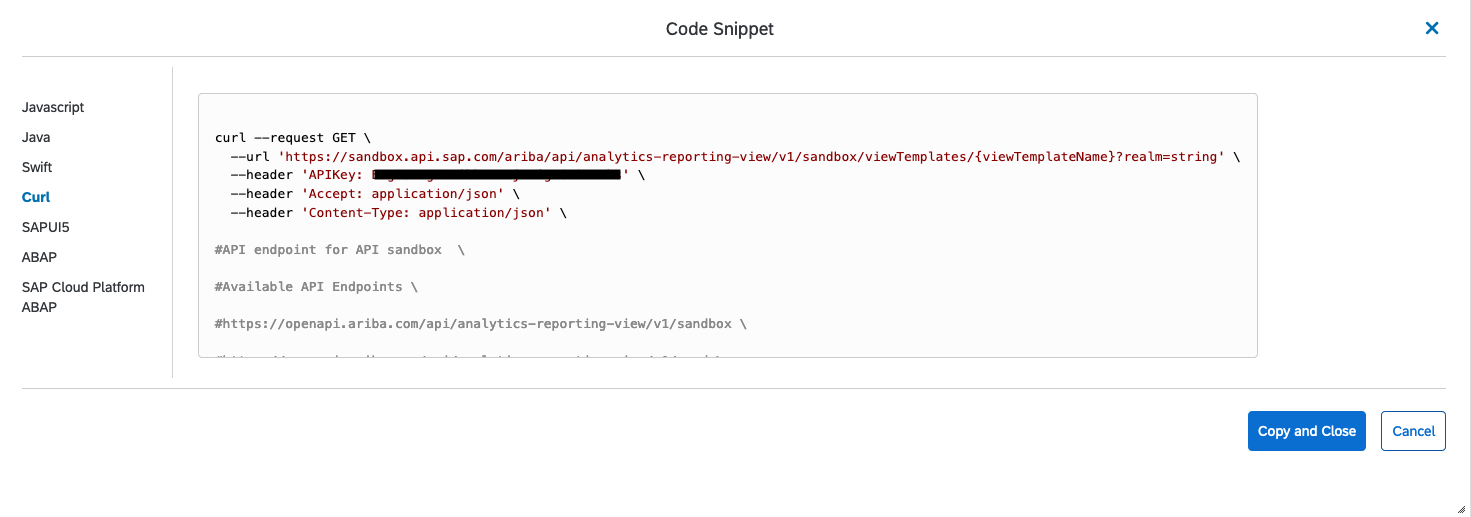 Code Snippet
Javascript
Java
Swift
Curl
SAPUI5
ABAP
SAP Cloud Platform
ABAP
curl --request GET \
--url 'https://sandbox.api.sap.com/ariba/api/analytics-reporting-view/v1/sandbox/viewTemplates/{viewTemplateName}?realm=string' \
--header 'APIKey: ' \
--header 'Accept: application/json' \
--header 'Content-Type: application/json' \
#API endpoint for API sandbox \
#Available API Endpoints \
#https://openapi.ariba.com/api/analytics-reporting-view/v1/sandbox \
Copy and Close
Cancel